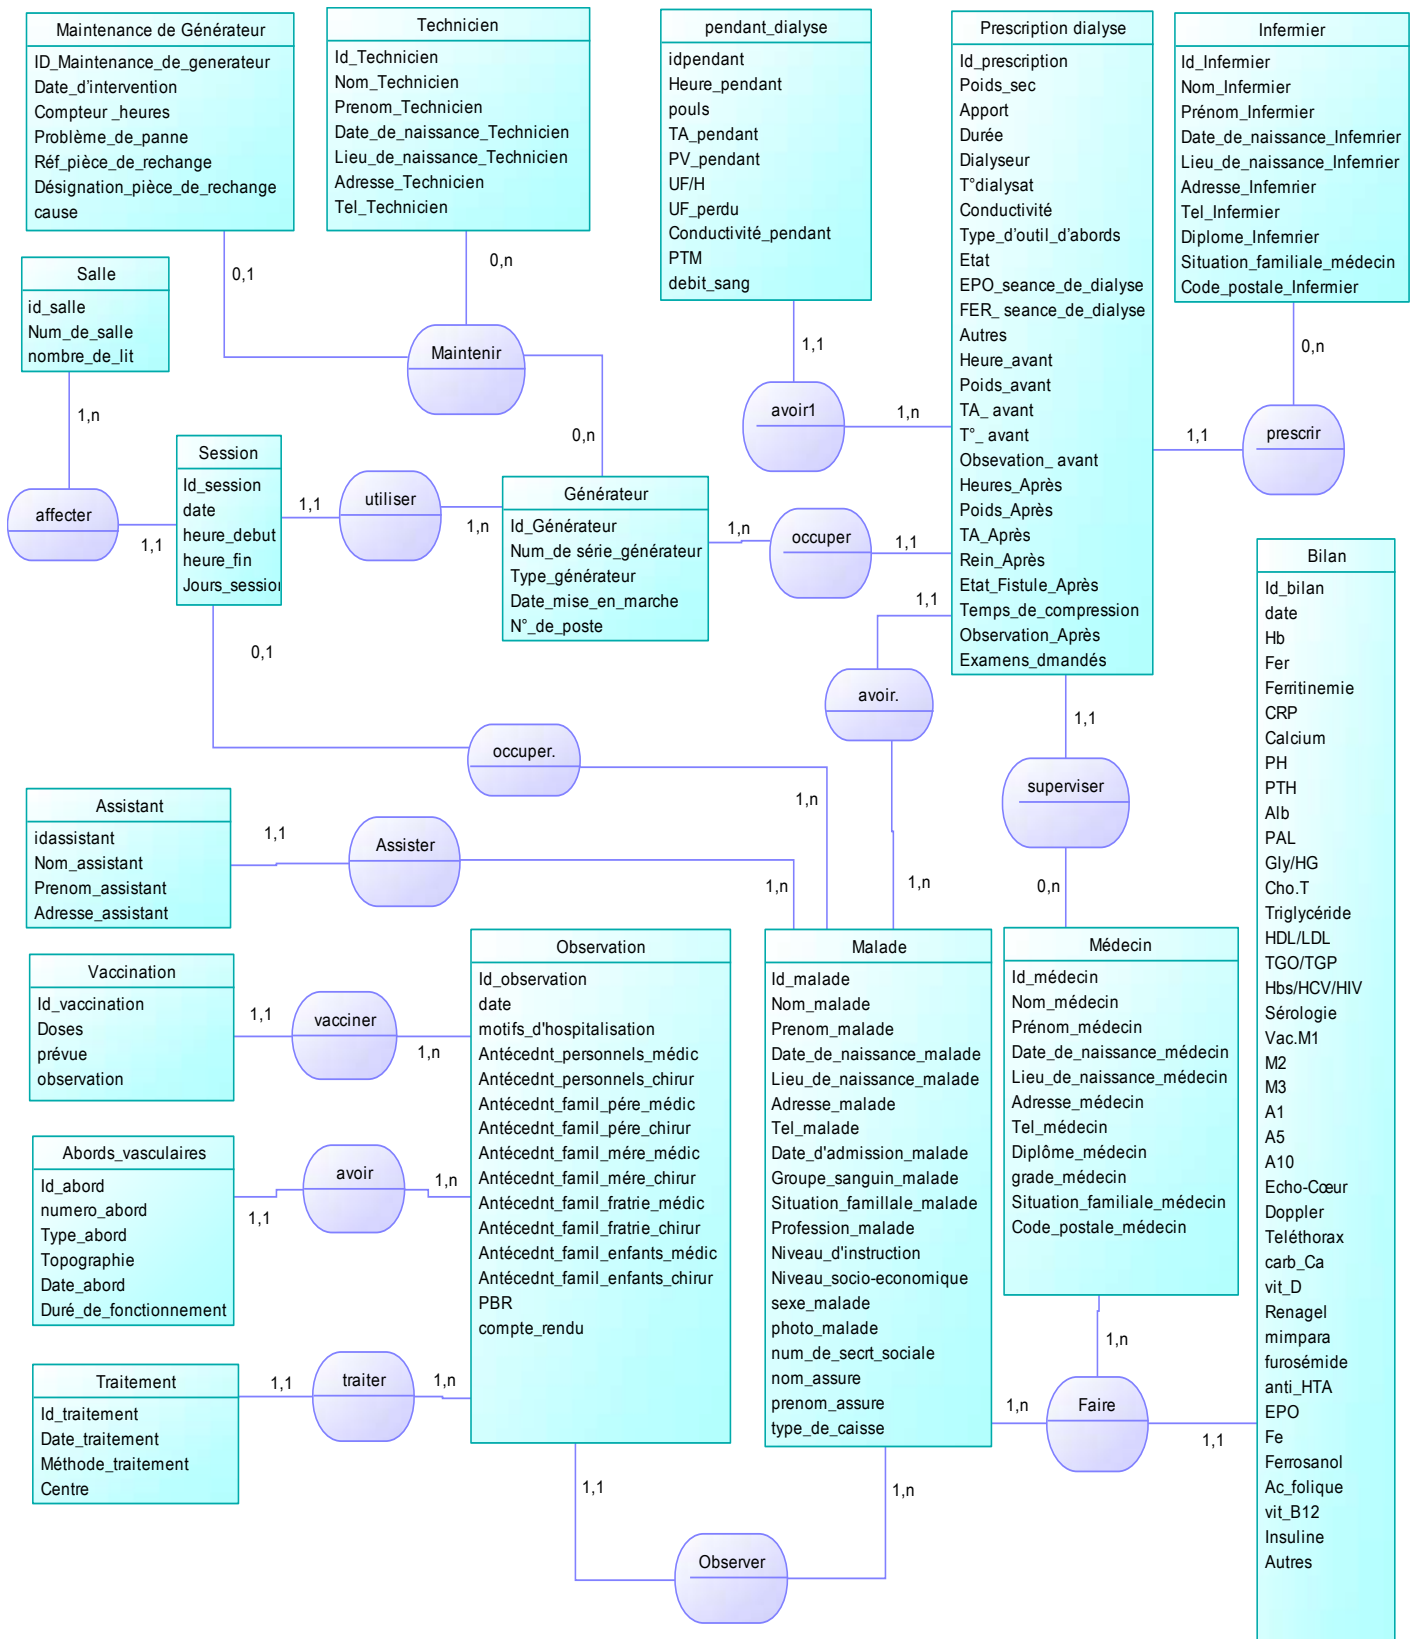 Maintenance de Générateur
ID_Maintenance_de_generateur
Date_d'intervention
Compteur _heures
Problème_de_panne
Réf_pièce_de_rechange
Désignation_pièce_de_rechange
cause
Technicien
Id_Technicien
Nom_Technicien
Prenom_Technicien
Date_de_naissance_Technicien
Lieu_de_naissance_Technicien
Adresse_Technicien
Tel_Technicien
pendant_dialyse
idpendant
Heure_pendant
pouls
TA_pendant
PV_pendant
UF/H
UF_perdu
Conductivité_pendant
PTM
debit_sang
Prescription dialyse
Id_prescription
Poids_sec
Apport
Durée
Dialyseur
T°dialysat
Conductivité
Type_d'outil_d'abords
Etat
EPO_seance_de_dialyse
FER_ seance_de_dialyse
Autres
Heure_avant
Poids_avant
TA_ avant
T°_ avant
Obsevation_ avant
Heures_Après
Poids_Après
TA_Après
Rein_Après
Etat_Fistule_Après
Temps_de_compression
Observation_Après
Examens_dmandés
Infermier
Id_Infermier
Nom_Infermier
Prénom_Infermier
Date_de_naissance_Infemrier
Lieu_de_naissance_Infemrier
Adresse_Infemrier
Tel_Infermier
Diplome_Infemrier
Situation_familiale_médecin
Code_postale_Infermier
0,1
0,n
Salle
id_salle
Num_de_salle
nombre_de_lit
Maintenir
1,1
0,n
1,n
0,n
avoir1
1,n
1,1
prescrir
Session
Id_session
date
heure_debut
heure_fin
Jours_session
affecter
1,1
1,1
utiliser
1,n
Générateur
Id_Générateur
Num_de série_générateur
Type_générateur
Date_mise_en_marche
N°_de_poste
1,n
occuper
1,1
1,1
0,1
avoir.
1,1
occuper.
superviser
1,n
Bilan
Id_bilan
date
Hb
Fer
Ferritinemie
CRP
Calcium
PH
PTH
Alb
PAL
Gly/HG
Cho.T
Triglycéride
HDL/LDL
TGO/TGP
Hbs/HCV/HIV
Sérologie
Vac.M1
M2
M3
A1
A5
A10
Echo-Cœur
Doppler
Teléthorax
carb_Ca
vit_D
Renagel
mimpara
furosémide
anti_HTA
EPO
Fe
Ferrosanol
Ac_folique
vit_B12
Insuline
Autres
Assistant
idassistant
Nom_assistant
Prenom_assistant
Adresse_assistant
1,1
Assister
1,n
1,n
0,n
Vaccination
Id_vaccination
Doses
prévue
observation
1,1
vacciner
1,n
Observation
Id_observation
date
motifs_d'hospitalisation
Antécednt_personnels_médic
Antécednt_personnels_chirur
Antécednt_famil_pére_médic
Antécednt_famil_pére_chirur
Antécednt_famil_mére_médic
Antécednt_famil_mére_chirur
Antécednt_famil_fratrie_médic
Antécednt_famil_fratrie_chirur
Antécednt_famil_enfants_médic
Antécednt_famil_enfants_chirur
PBR
compte_rendu
Malade
Id_malade
Nom_malade
Prenom_malade
Date_de_naissance_malade
Lieu_de_naissance_malade
Adresse_malade
Tel_malade
Date_d'admission_malade
Groupe_sanguin_malade
Situation_famillale_malade
Profession_malade
Niveau_d'instruction
Niveau_socio-economique
sexe_malade
photo_malade
num_de_secrt_sociale
nom_assure
prenom_assure
type_de_caisse
Médecin
Id_médecin
Nom_médecin
Prénom_médecin
Date_de_naissance_médecin
Lieu_de_naissance_médecin
Adresse_médecin
Tel_médecin
Diplôme_médecin
grade_médecin
Situation_familiale_médecin
Code_postale_médecin
Abords_vasculaires
Id_abord
numero_abord
Type_abord
Topographie
Date_abord
Duré_de_fonctionnement
1,1
avoir
1,n
1,n
Traitement
Id_traitement
Date_traitement
Méthode_traitement
Centre
1,1
traiter
1,n
1,n
Faire
1,1
1,1
1,n
Observer